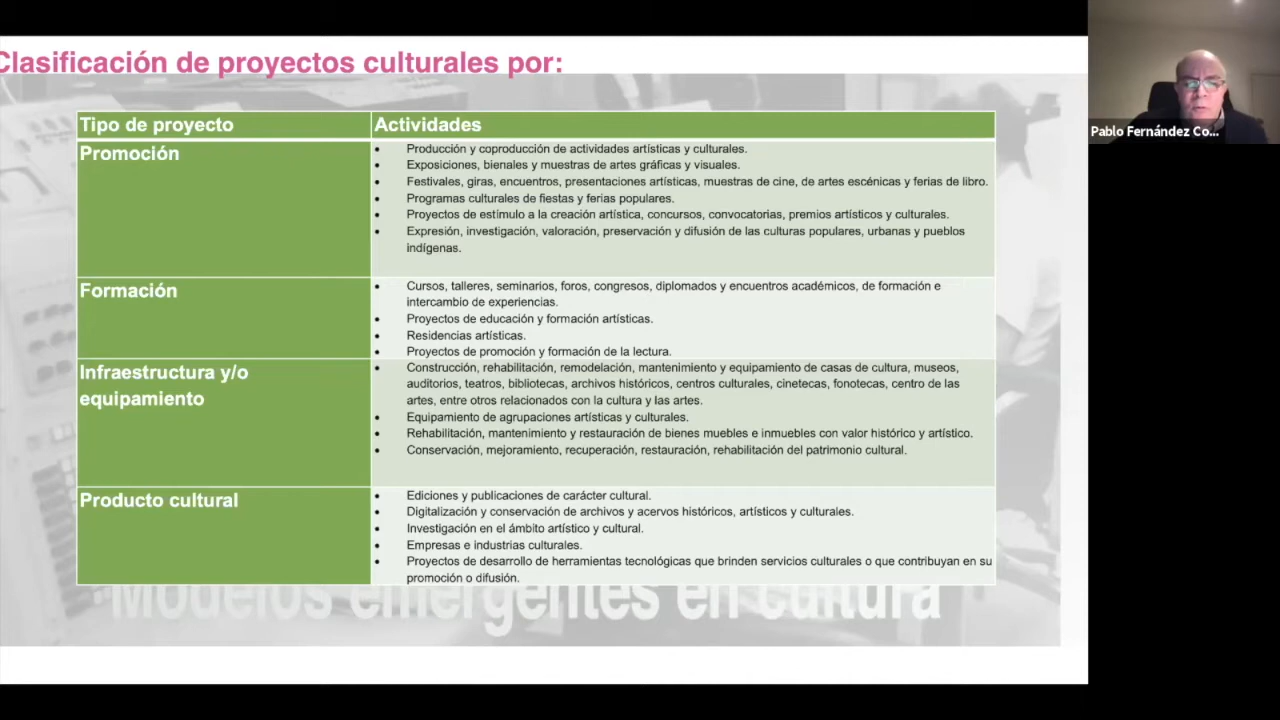 Clasificación de proyectos culturales por:
Pablo Fernández Co...
Tipo de proyecto
Actividades
Promoción
• Producción y coproducción de actividades artísticas y culturales.
• Exposiciones, bienales y muestras de artes gráficas y visuales.
• Festivales, giras, encuentros, presentaciones artísticas, muestras de cine, de artes escénicas y ferias de libro.
• Programas culturales de fiestas y ferias populares.
• Proyectos de estímulo a la creación artística, concursos, convocatorias, premios artísticos y culturales.
• Expresión, investigación, valoración, preservación y difusión de las culturas populares, urbanas y pueblos
indígenas.
Formación
• Cursos, talleres, seminarios, foros, congresos, diplomados y encuentros académicos, de formación e
intercambio de experiencias.
• Proyectos de educación y formación artísticas.
• Residencias artísticas.
• Proyectos de promoción y formación de la lectura.
Infraestructura y/o
equipamiento
• Construcción, rehabilitación, remodelación, mantenimiento y equipamiento de casas de cultura, museos,
auditorios, teatros, bibliotecas, archivos históricos, centros culturales, cinetecas, fonotecas, centro de las
artes, entre otros relacionados con la cultura y las artes.
• Equipamiento de agrupaciones artísticas y culturales.
• Rehabilitación, mantenimiento y restauración de bienes muebles e inmuebles con valor histórico y artístico.
• Conservación, mejoramiento, recuperación, restauración, rehabilitación del patrimonio cultural.
Producto cultural
• Ediciones y publicaciones de carácter cultural.
• Digitalización y conservación de archivos y acervos históricos, artísticos y culturales.
• Investigación en el ámbito artístico y cultural.
• Empresas e industrias culturales.
• Proyectos de desarrollo de herramientas tecnológicas que brinden servicios culturales o que contribuyan en su
promoción o difusión.
Modelos emergentes en cultura